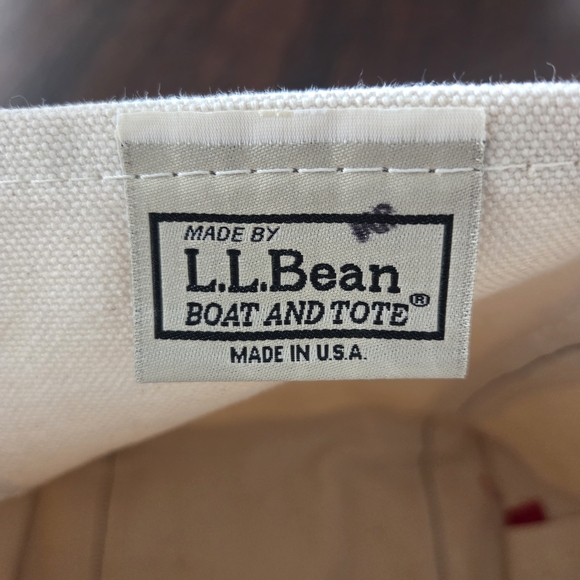 MADE BY
L.L.Bean
BOAT AND TOTE®
MADE IN U.S.A.